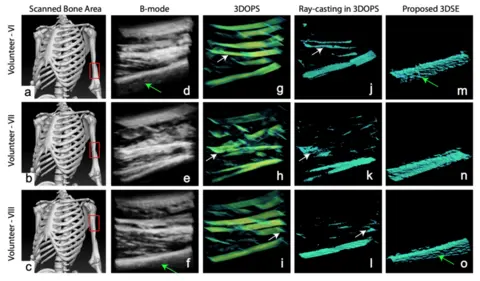 Scanned Bone Area B-mode 3DOPS Ray-casting in 3DOPS Proposed 3DSE
Volunteer - VI
a d g j m
Volunteer - VII
b e h k n
Volunteer - VIII
c f i l o